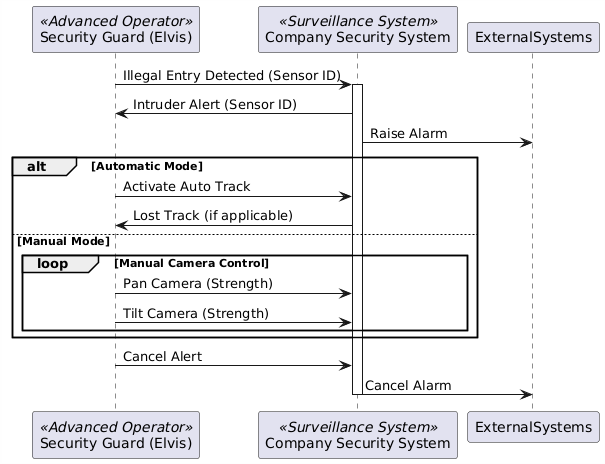 «Advanced Operator»
Security Guard (Elvis)
«Surveillance System»
Company Security System
ExternalSystems
Illegal Entry Detected (Sensor ID)
Intruder Alert (Sensor ID)
Raise Alarm
alt [Automatic Mode]
Activate Auto Track
Lost Track (if applicable)
[Manual Mode]
loop [Manual Camera Control]
Pan Camera (Strength)
Tilt Camera (Strength)
Cancel Alert
Cancel Alarm
«Advanced Operator»
Security Guard (Elvis)
«Surveillance System»
Company Security System
ExternalSystems